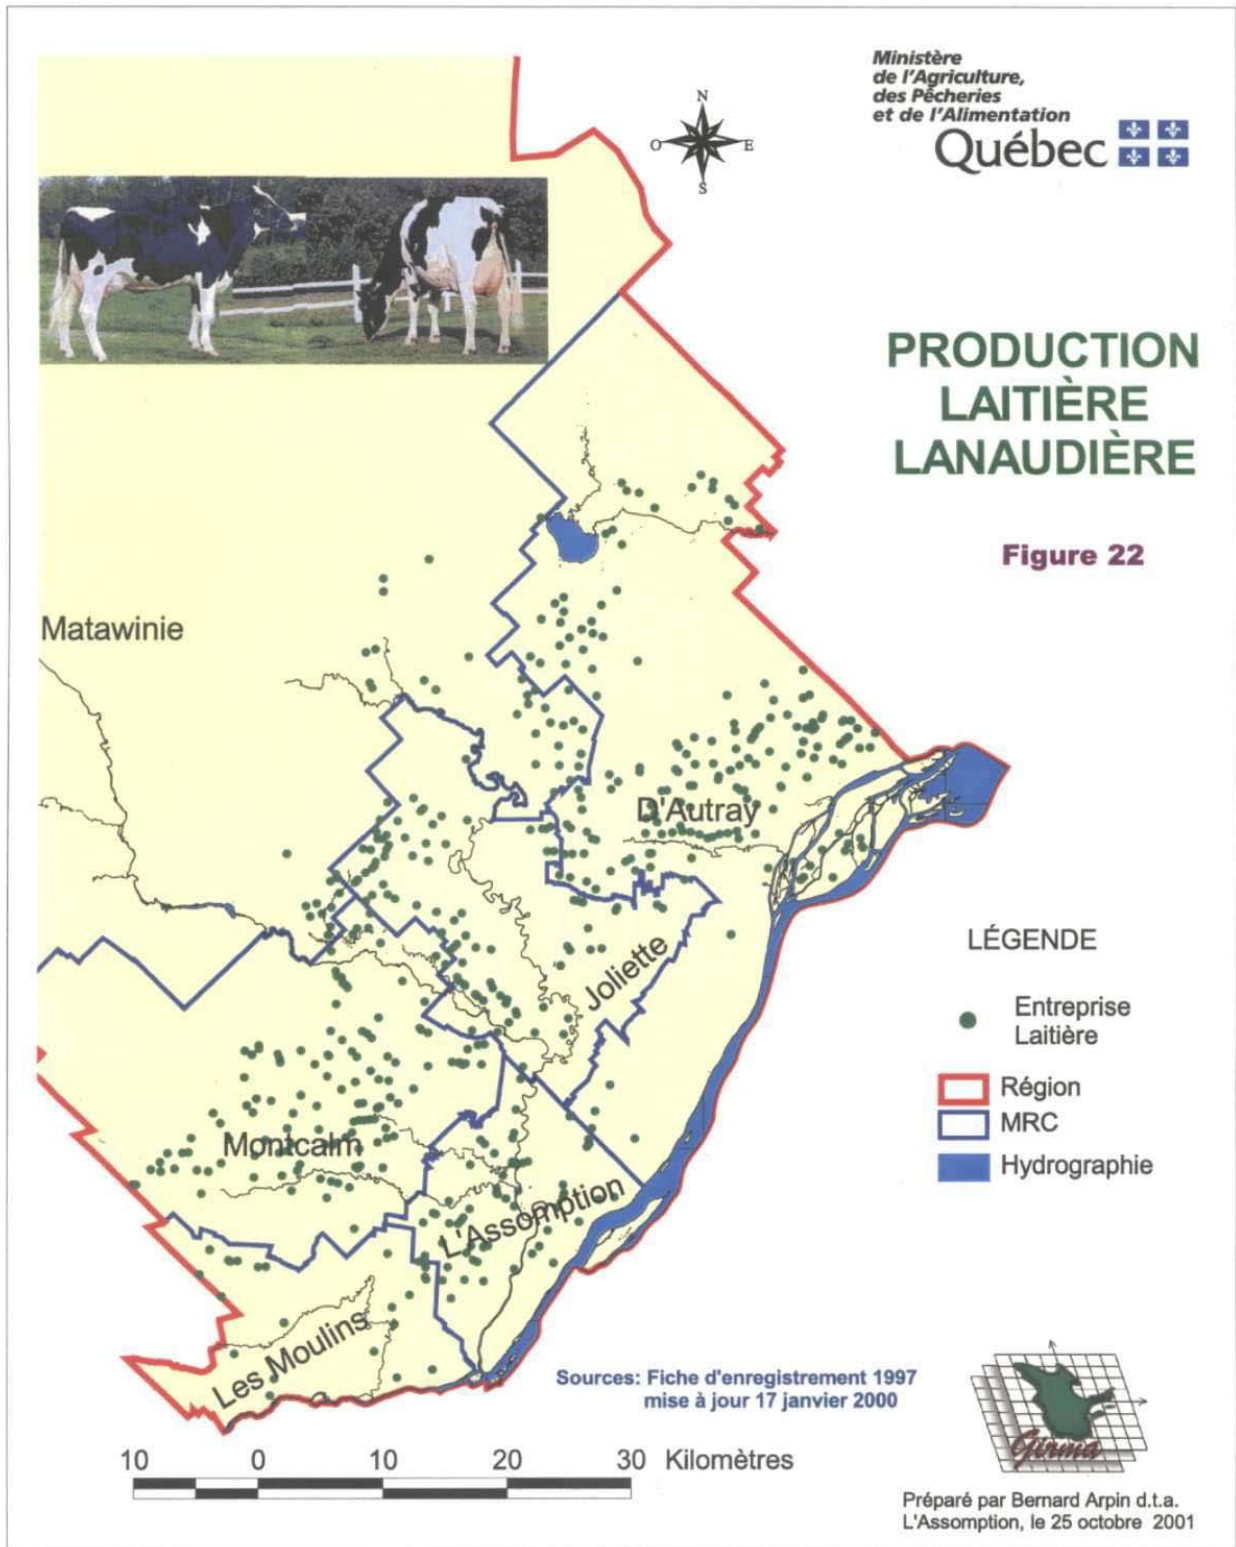 Ministère
de l'Agriculture,
des Pêcheries
et de l'Alimentation
Québec
N
O
E
S
PRODUCTION
LAITIÈRE
LANAUDIÈRE
Figure 22
Matawinie
D'Autray
Joliette
LÉGENDE
Entreprise
Laitière
Région
MRC
Hydrographie
Montcalm
L'Assomption
Les Moulins
Sources: Fiche d'enregistrement 1997
mise à jour 17 janvier 2000
Girma
10 0 10 20 30 Kilomètres
Préparé par Bernard Arpin d.t.a.
L'Assomption, le 25 octobre 2001